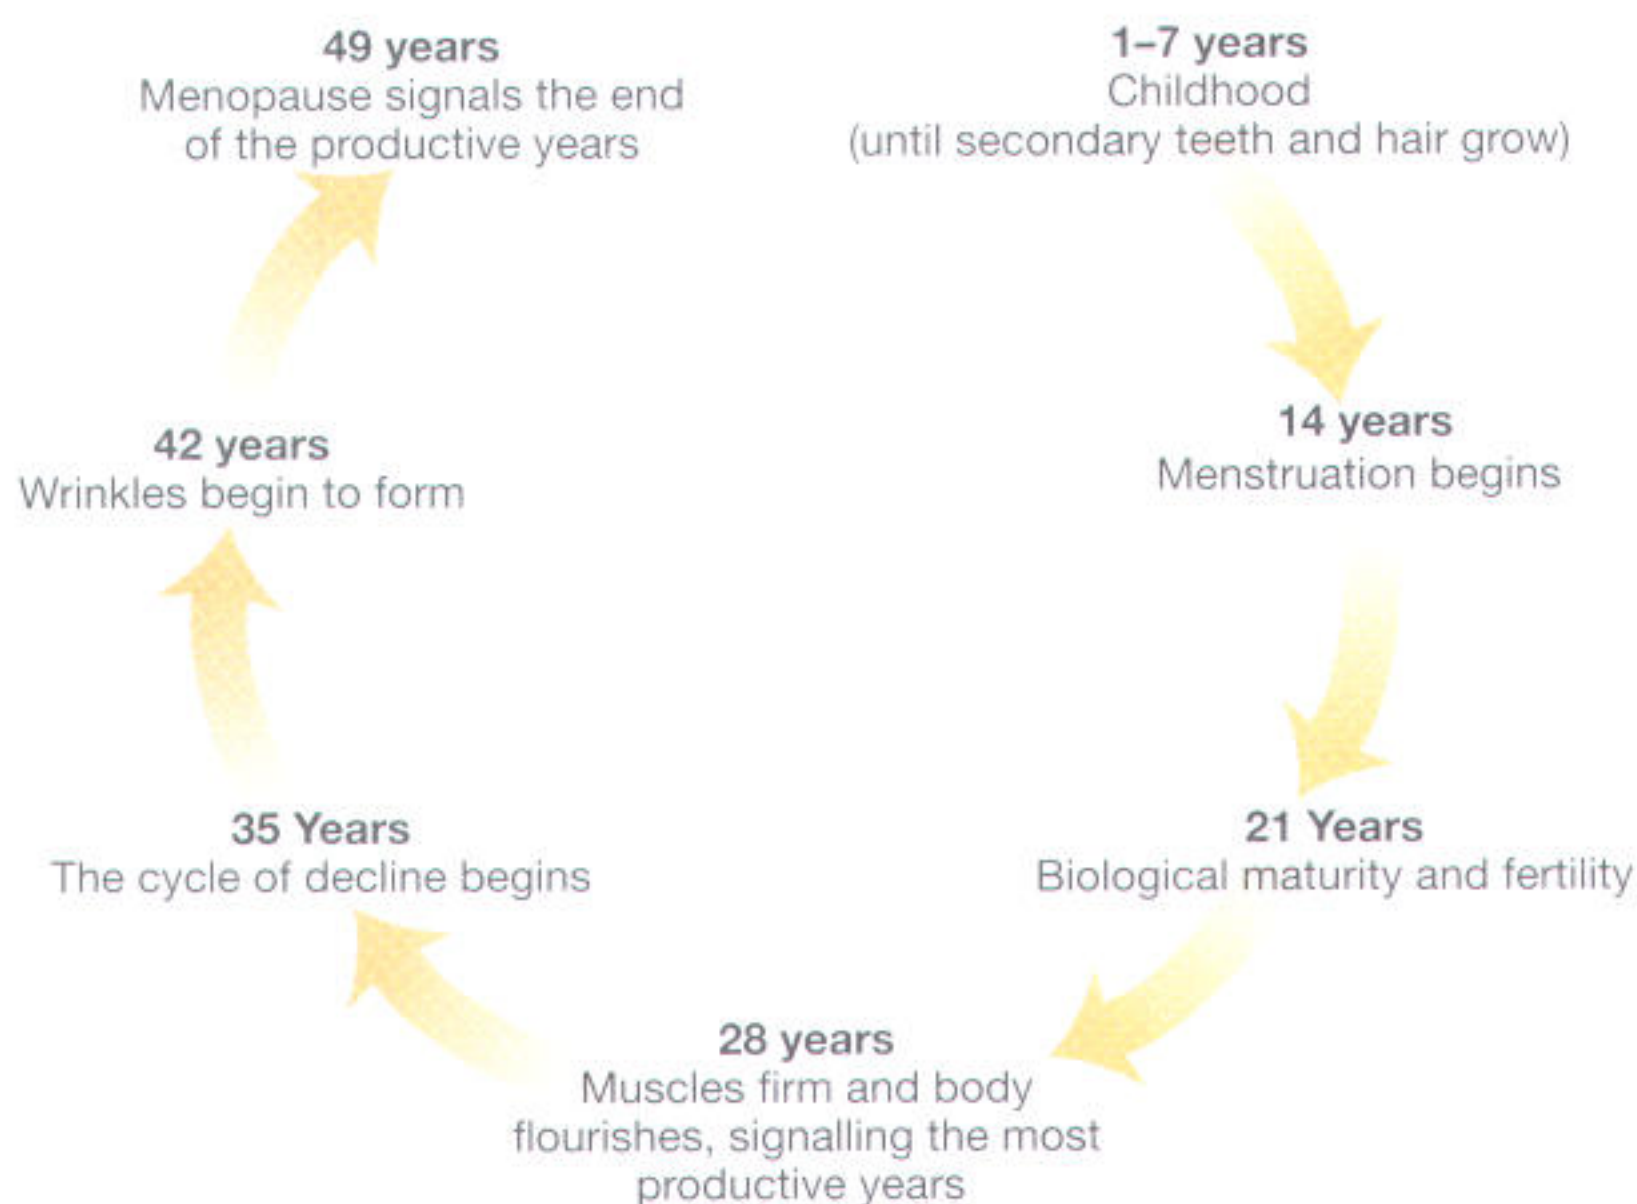 1–7 years
Childhood
(until secondary teeth and hair grow)
14 years
Menstruation begins
21 Years
Biological maturity and fertility
28 years
Muscles firm and body
flourishes, signalling the most
productive years
35 Years
The cycle of decline begins
42 years
Wrinkles begin to form
49 years
Menopause signals the end
of the productive years